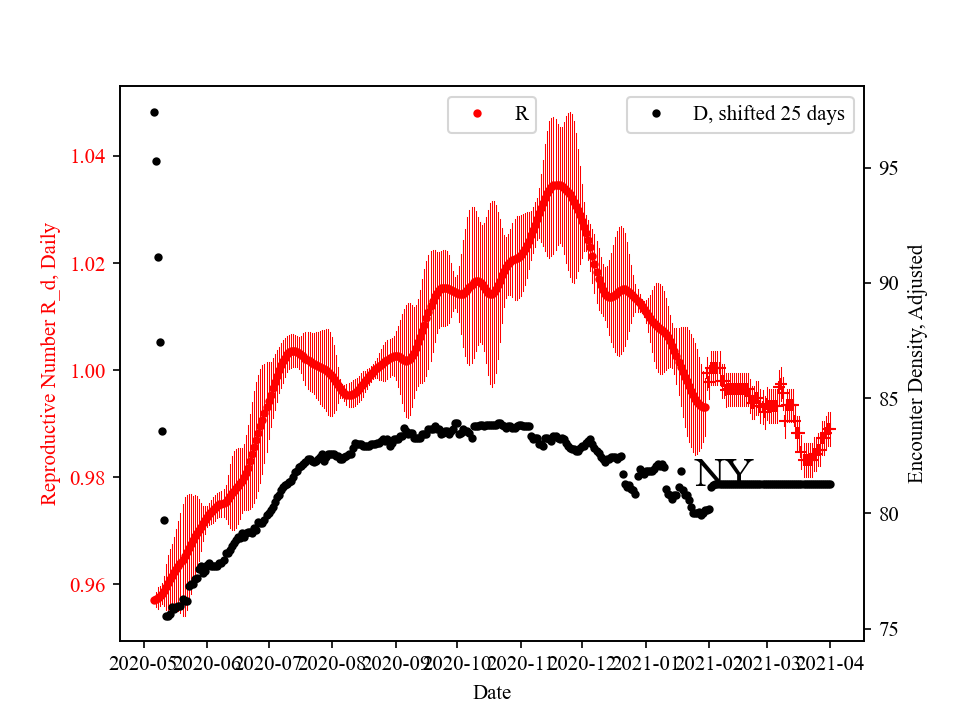 R
D, shifted 25 days
1.04
1.02
1.00
0.98
0.96
Reproductive Number R_d, Daily
95
90
85
80
75
Encounter Density, Adjusted
NY
2020-05 2020-06 2020-07 2020-08 2020-09 2020-10 2020-11 2020-12 2021-01 2021-02 2021-03 2021-04
Date